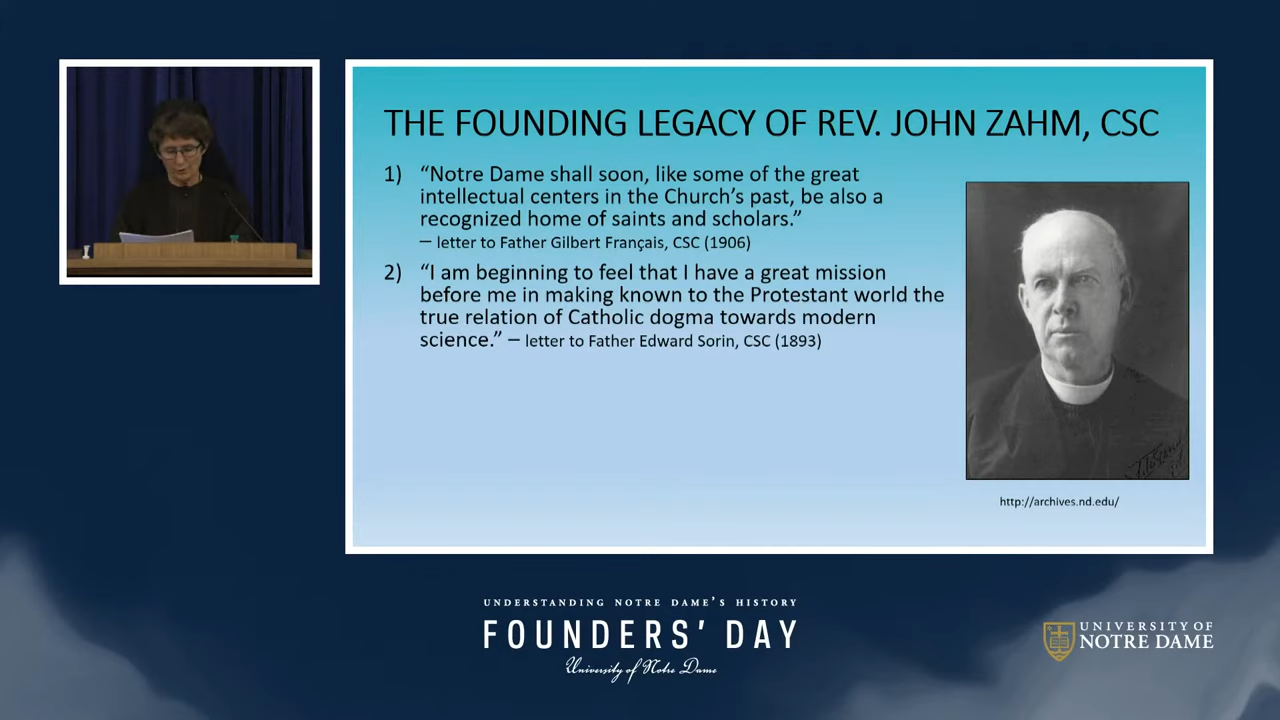 THE FOUNDING LEGACY OF REV. JOHN ZAHM, CSC
1) “Notre Dame shall soon, like some of the great
intellectual centers in the Church’s past, be also a
recognized home of saints and scholars.”
– letter to Father Gilbert Français, CSC (1906)
2) “I am beginning to feel that I have a great mission
before me in making known to the Protestant world the
true relation of Catholic dogma towards modern
science.” – letter to Father Edward Sorin, CSC (1893)
http://archives.nd.edu/
UNDERSTANDING NOTRE DAME’S HISTORY
FOUNDERS’ DAY
University of Notre Dame
UNIVERSITY OF
NOTRE DAME